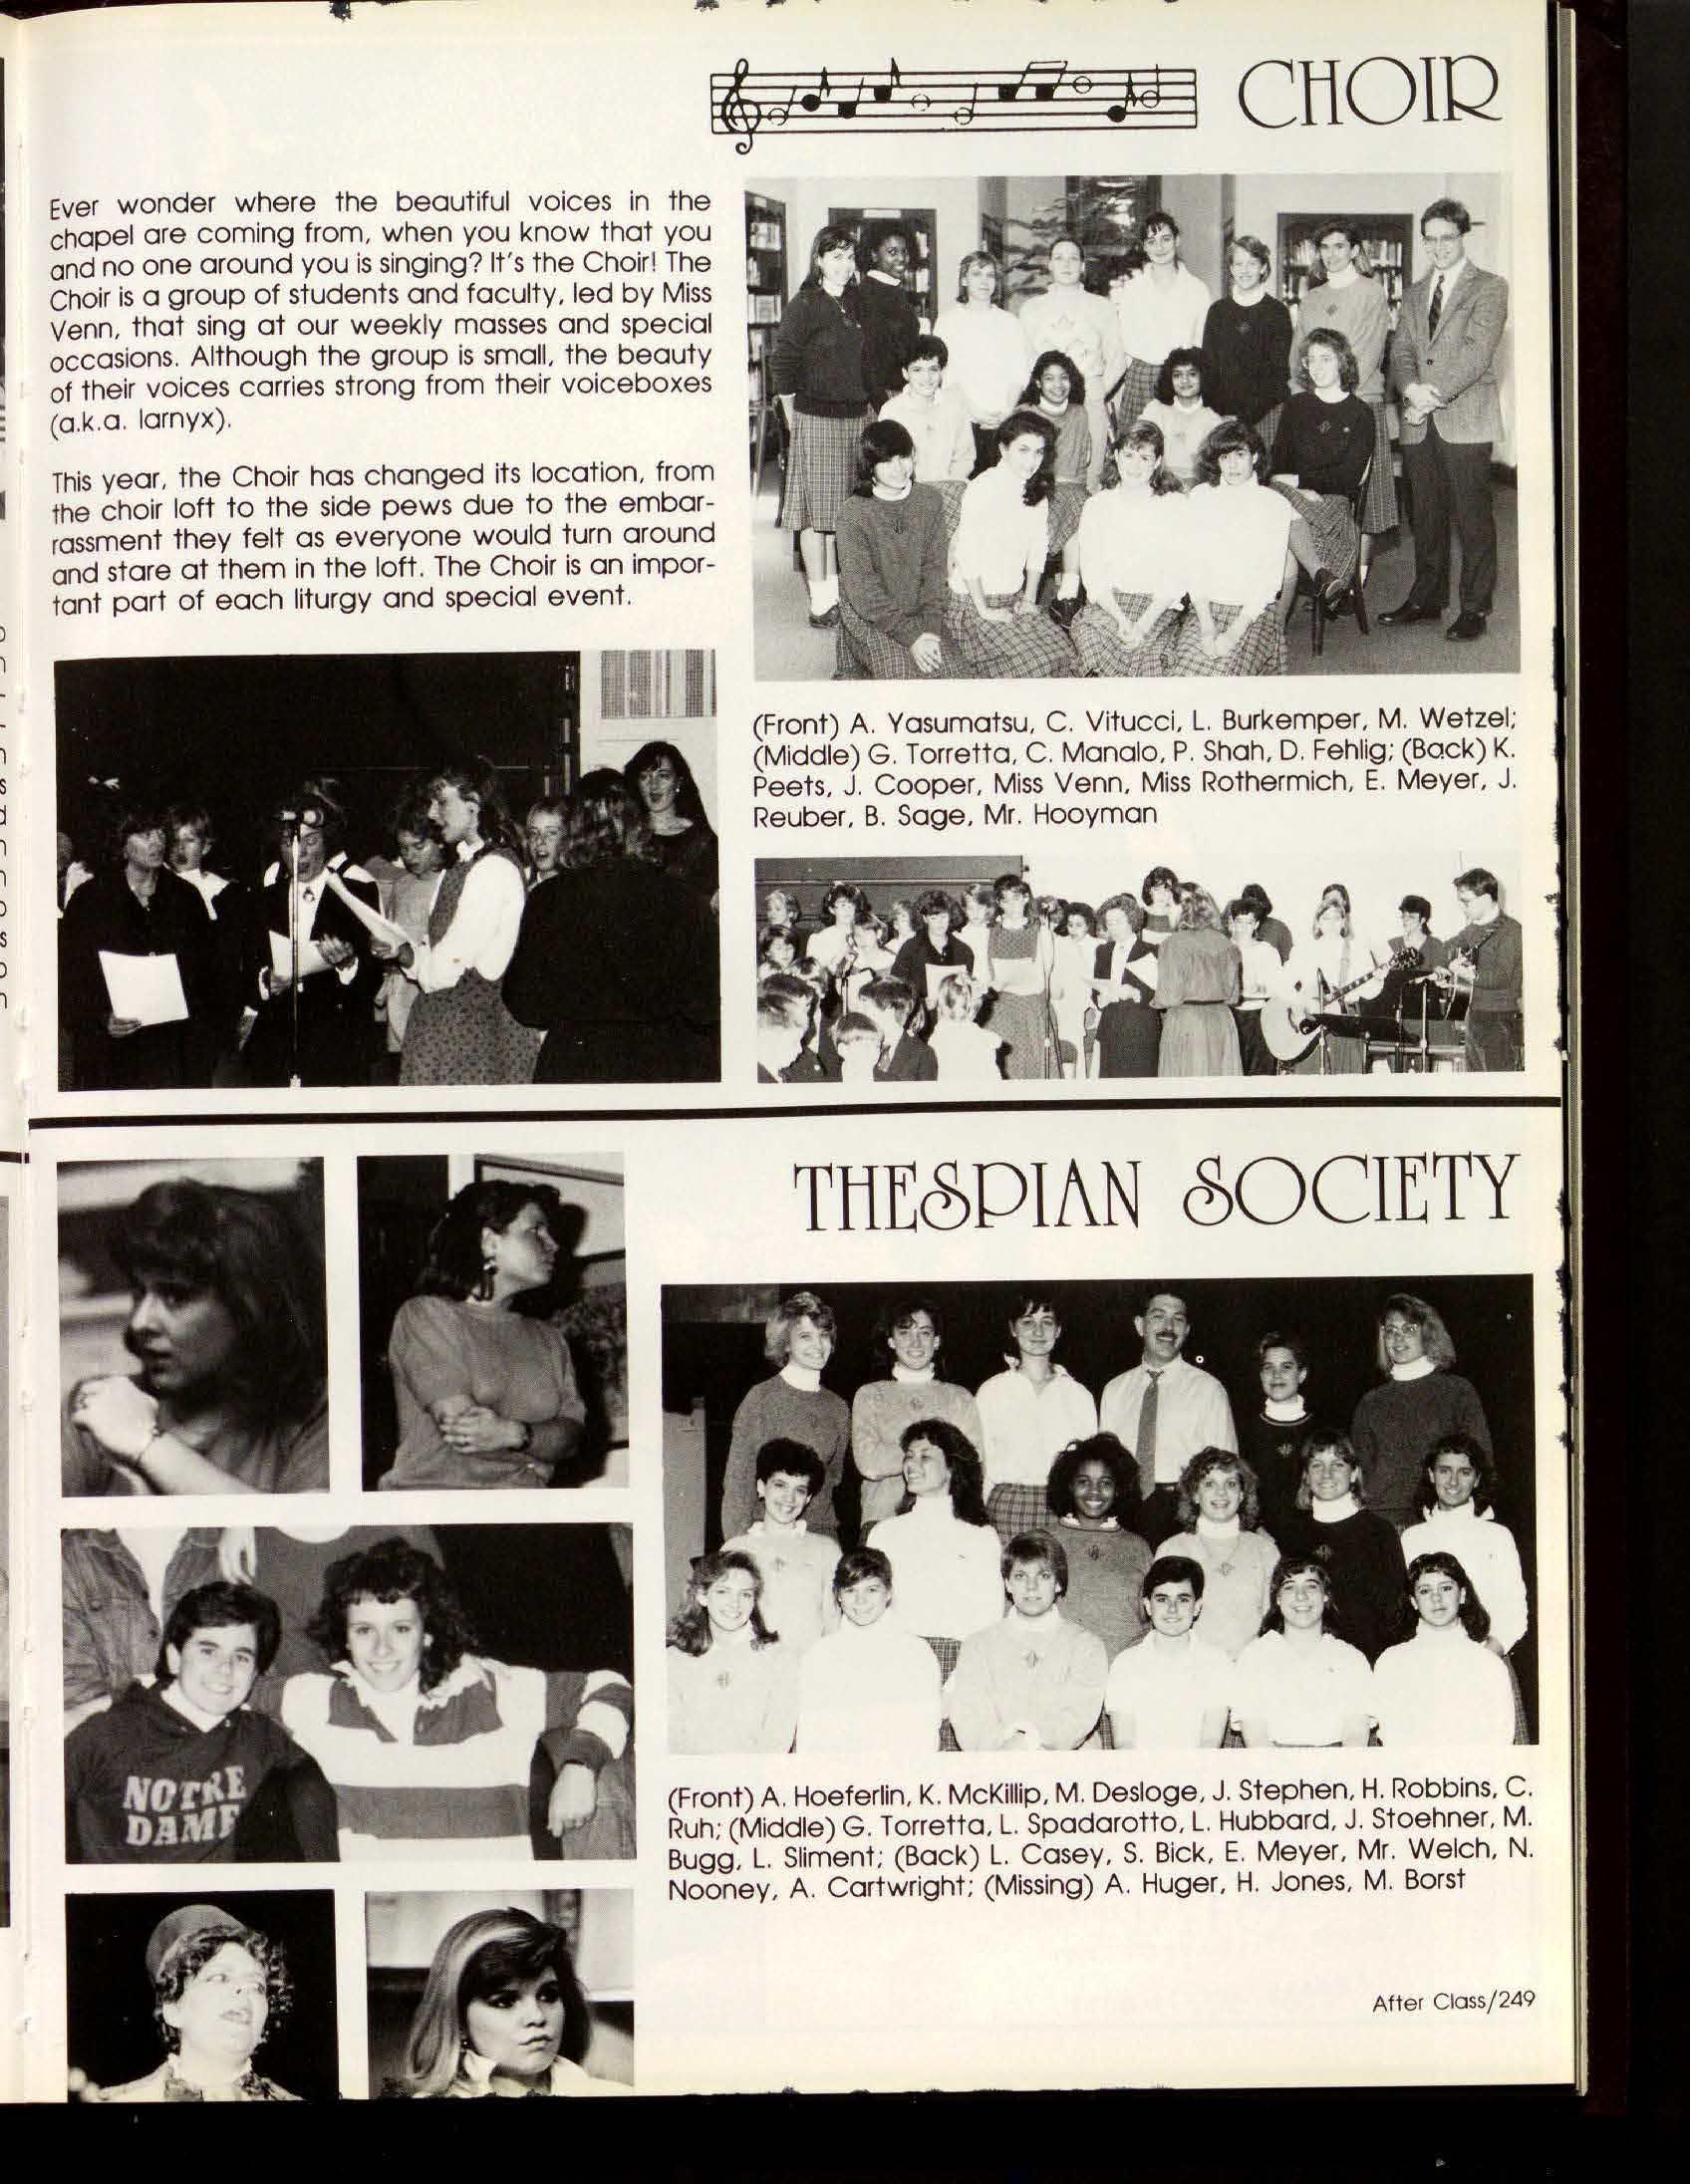 CHOIR
Ever wonder where the beautiful voices in the
chapel are coming from, when you know that you
and no one around you is singing? It's the Choir! The
Choir is a group of students and faculty, led by Miss
Venn, that sing at our weekly masses and special
occasions. Although the group is small, the beauty
of their voices carries strong from their voiceboxes
(a.k.a. larnyx).
This year, the Choir has changed its location, from
the choir loft to the side pews due to the embar-
rassment they felt as everyone would turn around
and stare at them in the loft. The Choir is an impor-
tant part of each liturgy and special event.
(Front) A. Yasumatsu, C. Vitucci, L. Burkemper, M. Wetzel;
(Middle) G. Torretta, C. Manalo, P. Shah, D. Fehlig; (Back) K.
Peets, J. Cooper, Miss Venn, Miss Rothermich, E. Meyer, J.
Reuber, B. Sage, Mr. Hooyman
THESPIAN SOCIETY
NOTRE
DAME
(Front) A. Hoeferlin, K. McKillip, M. Desloge, J. Stephen, H. Robbins, C.
Ruh; (Middle) G. Torretta, L. Spadarotto, L. Hubbard, J. Stoehner, M.
Bugg, L. Sliment; (Back) L. Casey, S. Bick, E. Meyer, Mr. Welch, N.
Nooney, A. Cartwright; (Missing) A. Huger, H. Jones, M. Borst
After Class/249